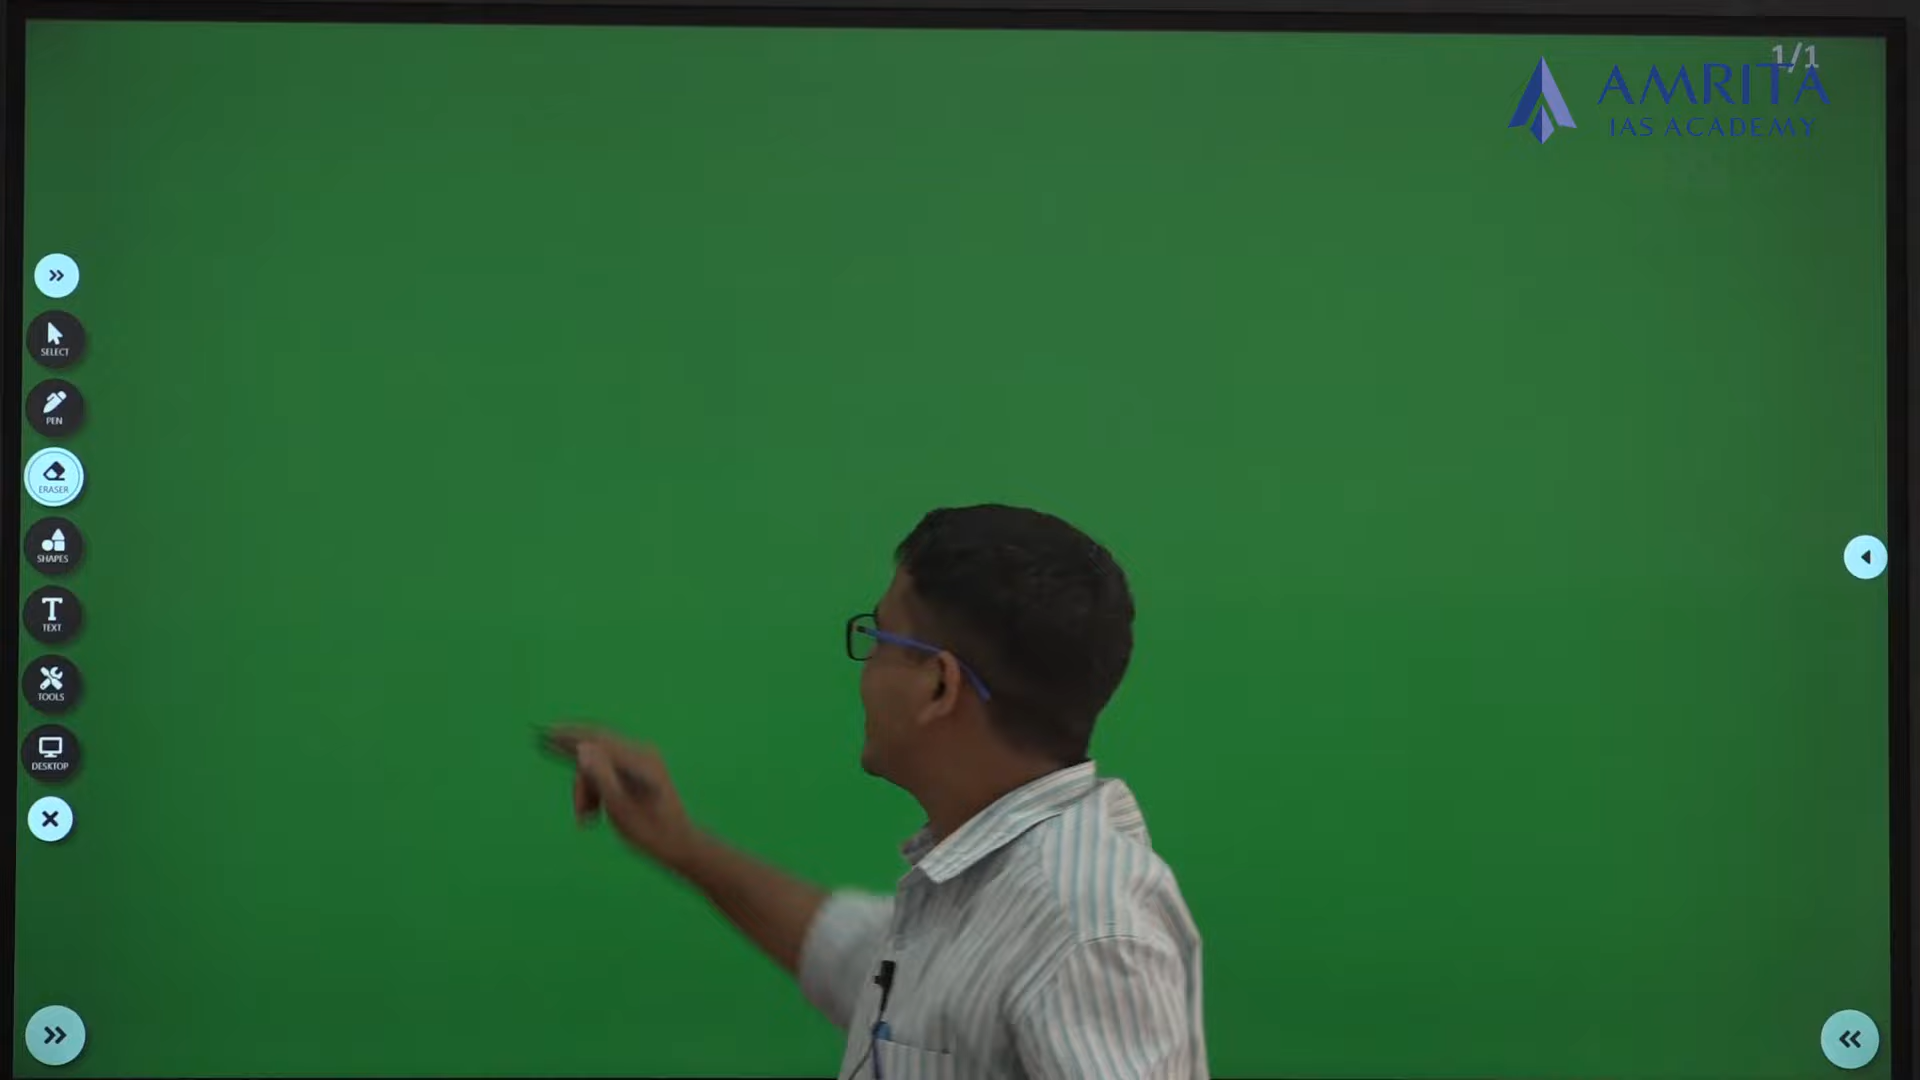 1/1
AMRITA
IAS ACADEMY
SELECT
PEN
ERASER
SHAPES
TEXT
TOOLS
DESKTOP